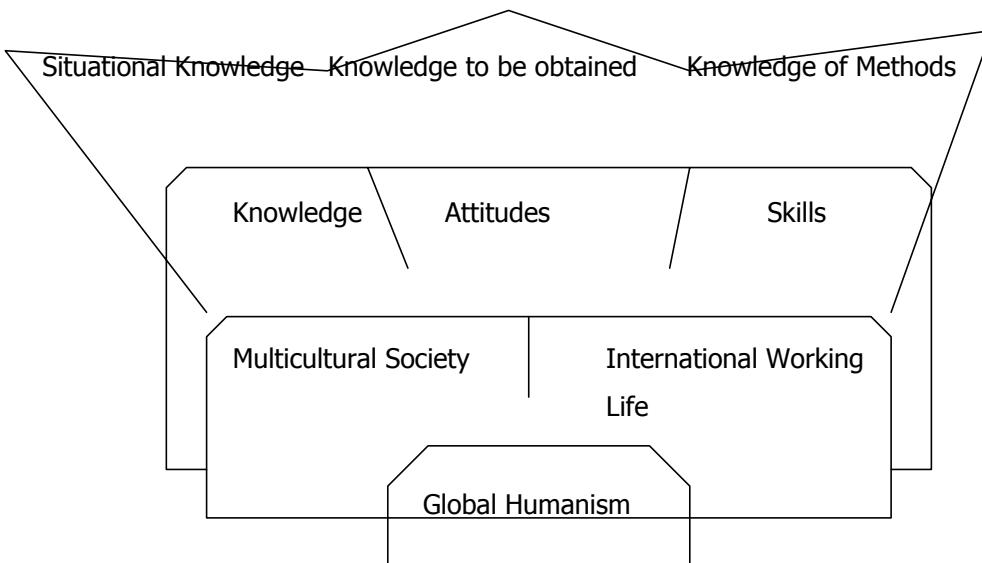 Situational Knowledge Knowledge to be obtained Knowledge of Methods
Knowledge Attitudes Skills
Multicultural Society International Working
Life
Global Humanism